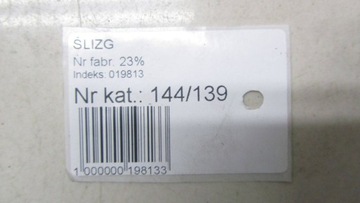 ŚLIZG
Nr fabr. 23%
Indeks: 019813
Nr kat.: 144/139
1 000000 198133